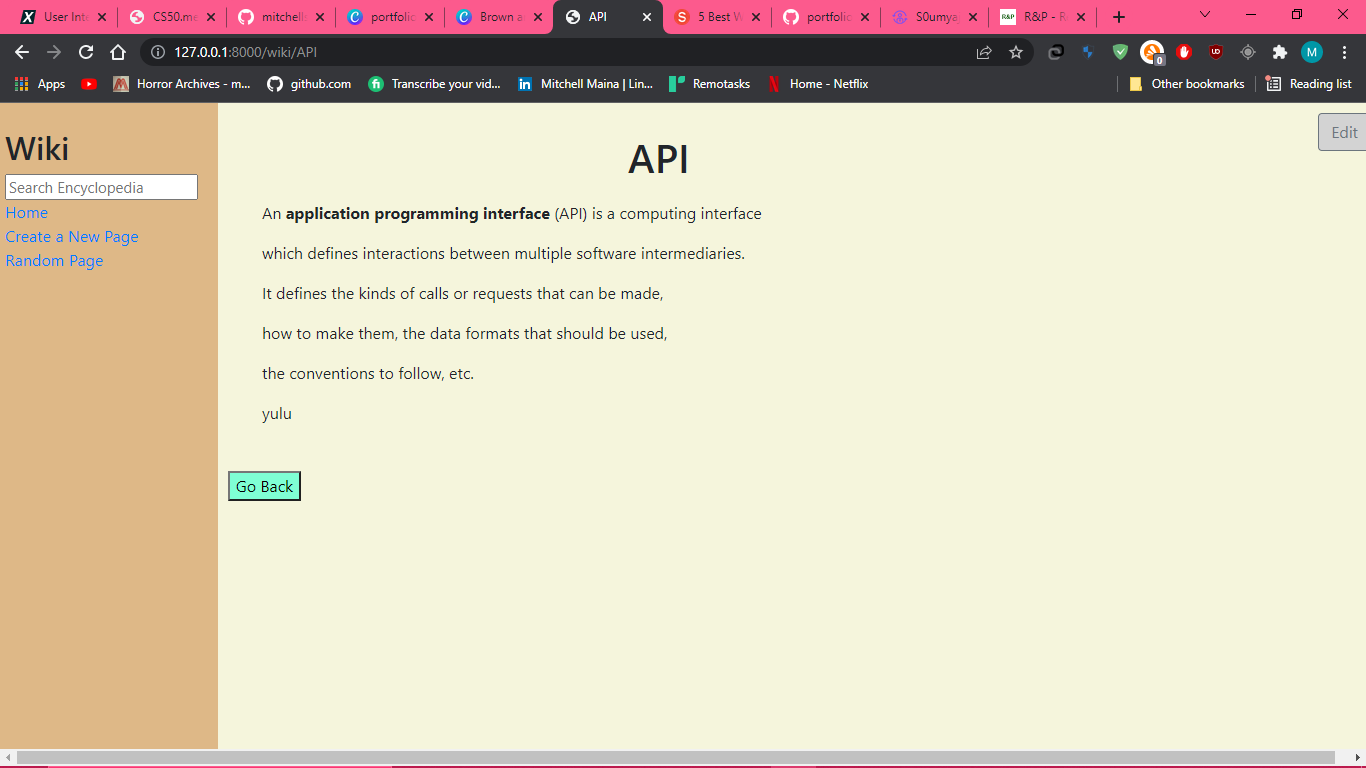 User Inte
CS50.me
mitchell
portfolio
Brown a
API
5 Best W
portfolio
S0umya
R&P
R&P - R
127.0.0.1:8000/wiki/API
0
M
Apps
Horror Archives - m...
github.com
Transcribe your vid...
Mitchell Maina | Lin...
Remotasks
Home - Netflix
Other bookmarks
Reading list
Wiki
Search Encyclopedia
Home
Create a New Page
Random Page
Edit
API
An application programming interface (API) is a computing interface
which defines interactions between multiple software intermediaries.
It defines the kinds of calls or requests that can be made,
how to make them, the data formats that should be used,
the conventions to follow, etc.
yulu
Go Back